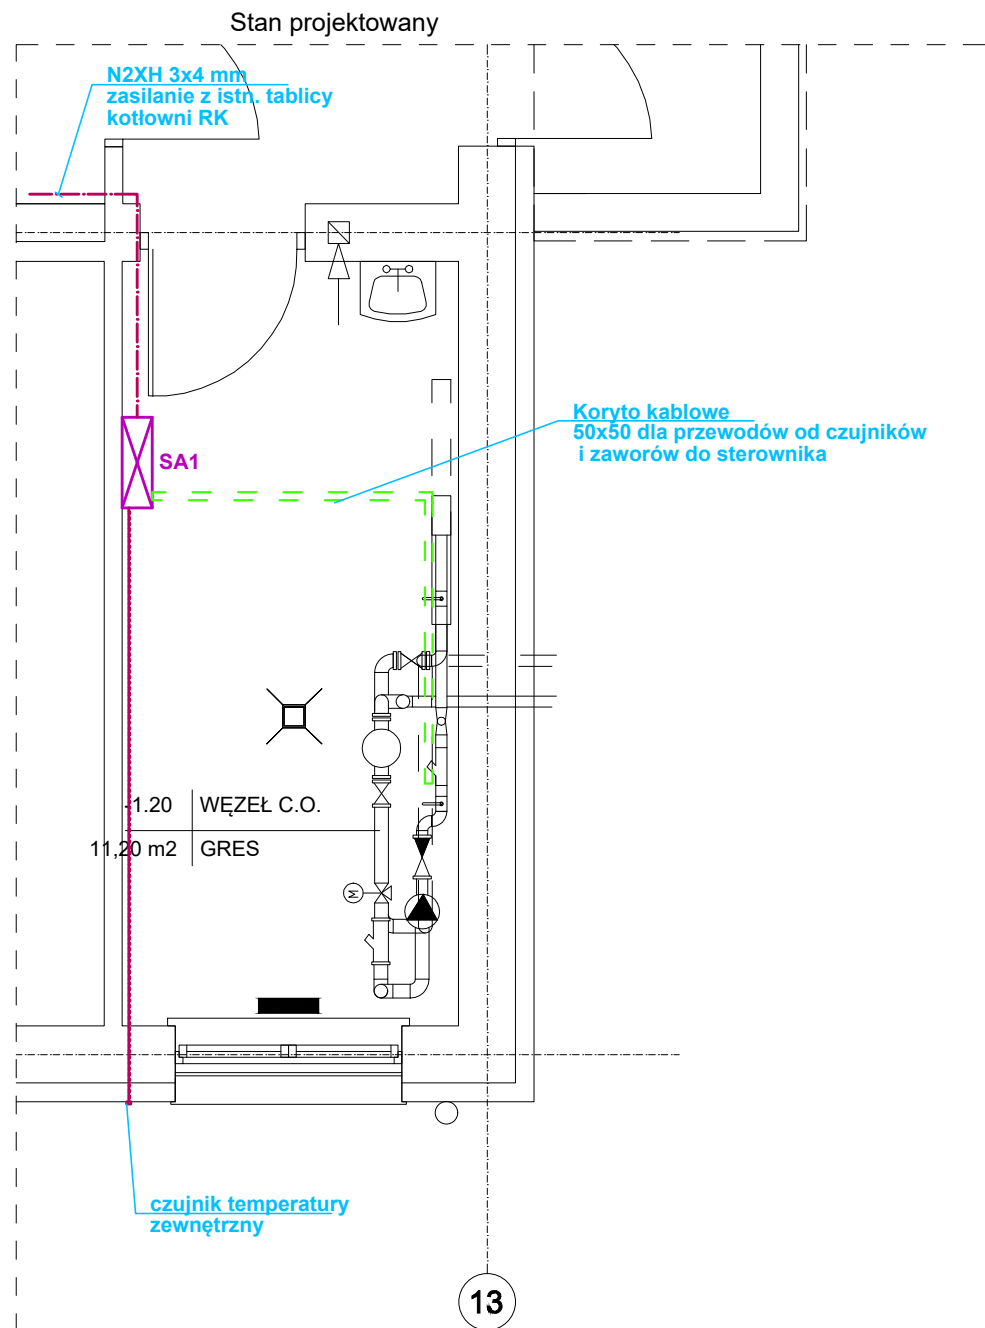 Stan projektowany
N2XH 3x4 mm
zasilanie z istn. tablicy
kotłowni RK
Koryto kablowe
50x50 dla przewodów od czujników
i zaworów do sterownika
SA1
-1.20 WĘZEŁ C.O.
11,20 m2 GRES
M
czujnik temperatury
zewnętrzny
13